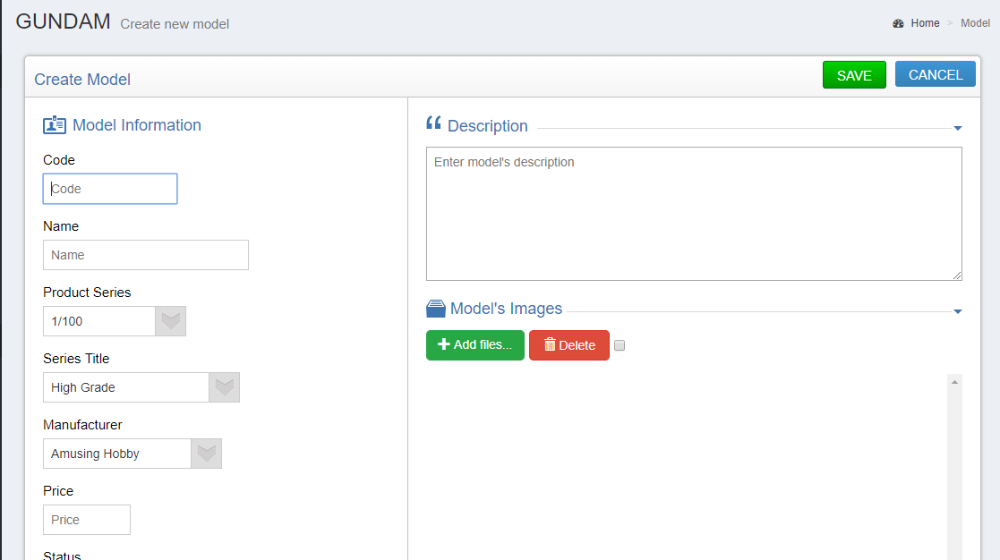 GUNDAM Create new model
Home > Model
Create Model
SAVE
CANCEL
Model Information
Code
Code
Name
Name
Product Series
1/100
Series Title
High Grade
Manufacturer
Amusing Hobby
Price
Price
Status
Description
Enter model's description
Model's Images
Add files...
Delete